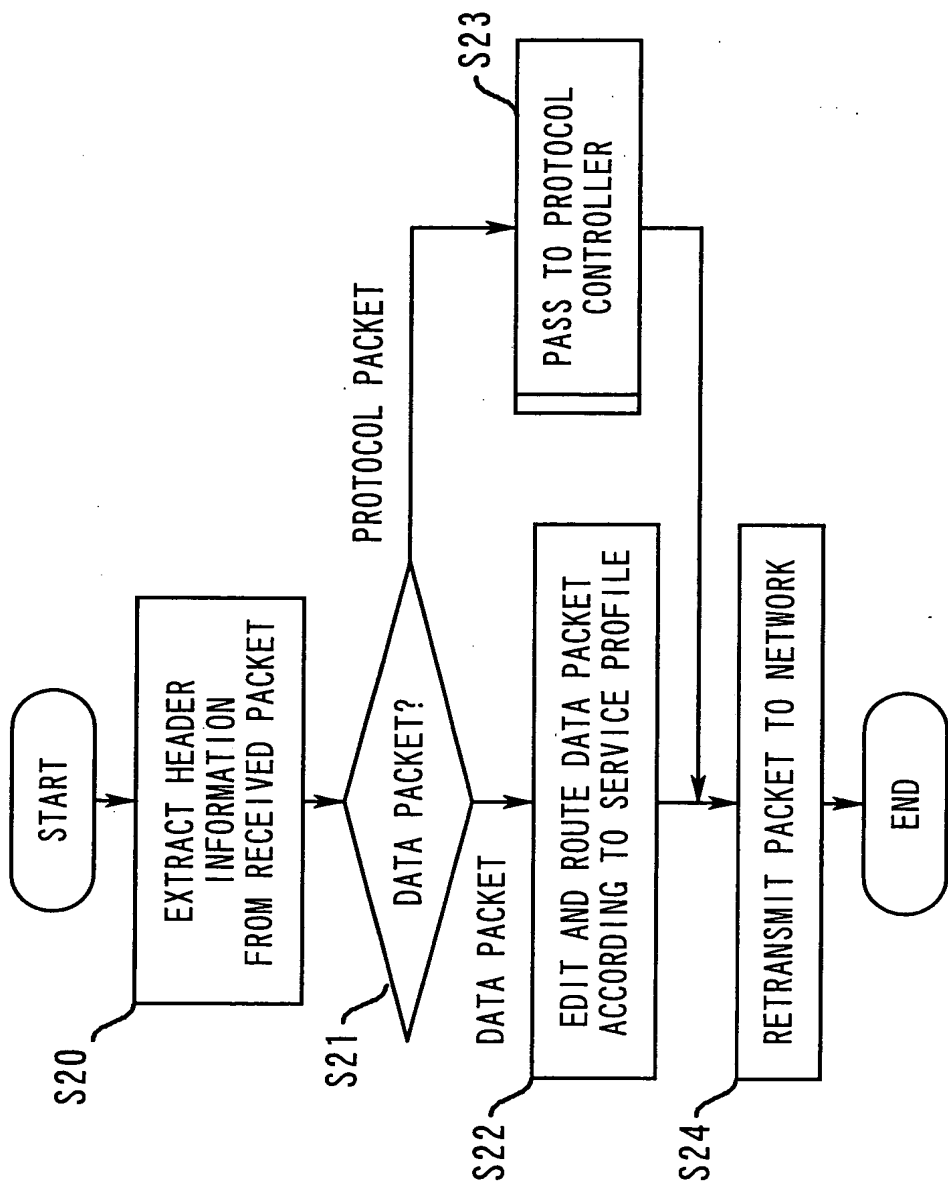 START
S20
EXTRACT HEADER
INFORMATION
FROM RECEIVED PACKET
S21
DATA PACKET?
PROTOCOL PACKET
DATA PACKET
S22
EDIT AND ROUTE DATA PACKET
ACCORDING TO SERVICE PROFILE
S23
PASS TO PROTOCOL
CONTROLLER
S24
RETRANSMIT PACKET TO NETWORK
END